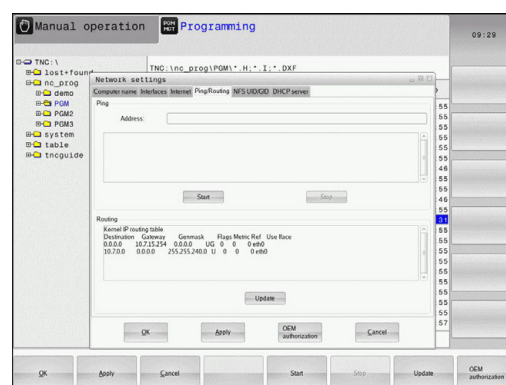 Manual operation
PGM MGT
Programming
09:29
TNC:\
lost+found
nc_prog
demo
PGM
PGM2
PGM3
system
table
tncguide
TNC:\nc_prog\PGM\*.H;*.I;*.DXF
Network settings
Computer name Interfaces Internet Ping/Routing NFS UID/GID DHCP server
Ping
Address:
Start Stop
Routing
Kernel IP routing table
Destination Gateway Genmask Flags Metric Ref Use Iface
0.0.0.0 10.7.15.254 0.0.0.0 UG 0 0 0 eth0
10.7.0.0 0.0.0.0 255.255.240.0 U 0 0 0 eth0
Update
OK Apply OEM authorization Cancel
55
55
55
55
55
55
46
55
55
46
55
31
55
55
55
55
55
55
55
55
57
OK Apply Cancel Start Stop Update OEM authorization